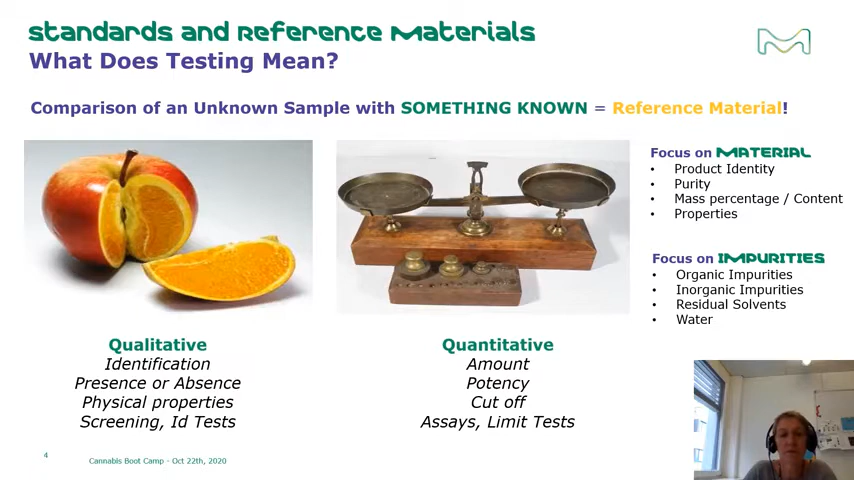 Standards and Reference Materials
What Does Testing Mean?
Comparison of an Unknown Sample with SOMETHING KNOWN = Reference Material!
Focus on MATERIAL
• Product Identity
• Purity
• Mass percentage / Content
• Properties
Focus on IMPURITIES
• Organic Impurities
• Inorganic Impurities
• Residual Solvents
• Water
Qualitative
Identification
Presence or Absence
Physical properties
Screening, Id Tests
Quantitative
Amount
Potency
Cut off
Assays, Limit Tests
4
Cannabis Boot Camp - Oct 22th, 2020